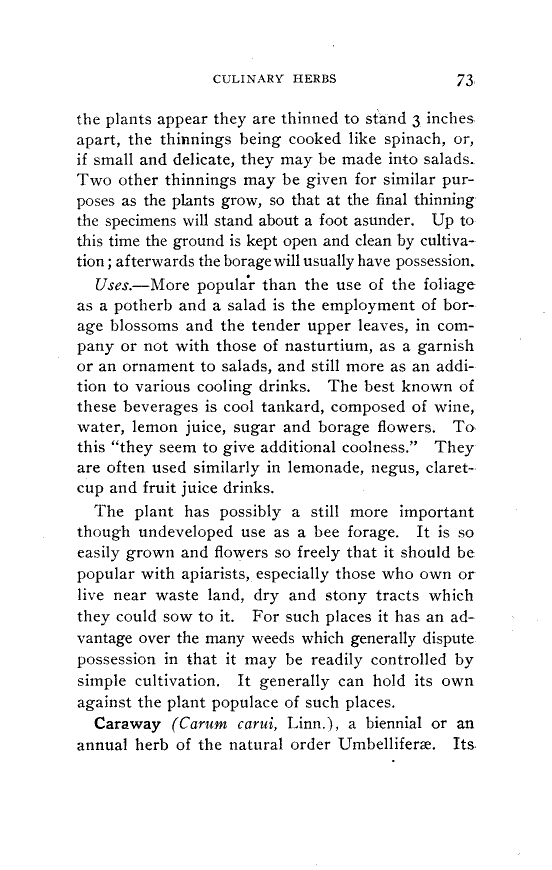 CULINARY HERBS 73
the plants appear they are thinned to stand 3 inches
apart, the thinnings being cooked like spinach, or,
if small and delicate, they may be made into salads.
Two other thinnings may be given for similar pur-
poses as the plants grow, so that at the final thinning
the specimens will stand about a foot asunder. Up to
this time the ground is kept open and clean by cultiva-
tion; afterwards the borage will usually have possession.
Uses.—More popular than the use of the foliage
as a potherb and a salad is the employment of bor-
age blossoms and the tender upper leaves, in com-
pany or not with those of nasturtium, as a garnish
or an ornament to salads, and still more as an addi-
tion to various cooling drinks. The best known of
these beverages is cool tankard, composed of wine,
water, lemon juice, sugar and borage flowers. To
this “they seem to give additional coolness.” They
are often used similarly in lemonade, negus, claret-
cup and fruit juice drinks.
The plant has possibly a still more important
though undeveloped use as a bee forage. It is so
easily grown and flowers so freely that it should be
popular with apiarists, especially those who own or
live near waste land, dry and stony tracts which
they could sow to it. For such places it has an ad-
vantage over the many weeds which generally dispute
possession in that it may be readily controlled by
simple cultivation. It generally can hold its own
against the plant populace of such places.
Caraway (Carum carui, Linn.), a biennial or an
annual herb of the natural order Umbelliferæ. Its